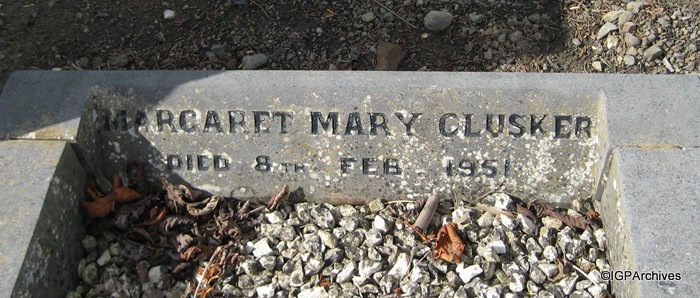 MARGARET MARY CLUSKER
DIED 8TH FEB 1951
©IGPArchives